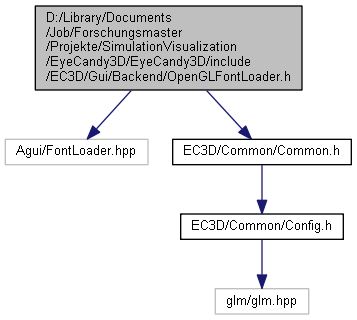 D:/Library/Documents
/Job/Forschungsmaster
/Projekte/SimulationVisualization
/EyeCandy3D/EyeCandy3D/include
/EC3D/Gui/Backend/OpenGLFontLoader.h
Agui/FontLoader.hpp
EC3D/Common/Common.h
EC3D/Common/Config.h
glm/glm.hpp